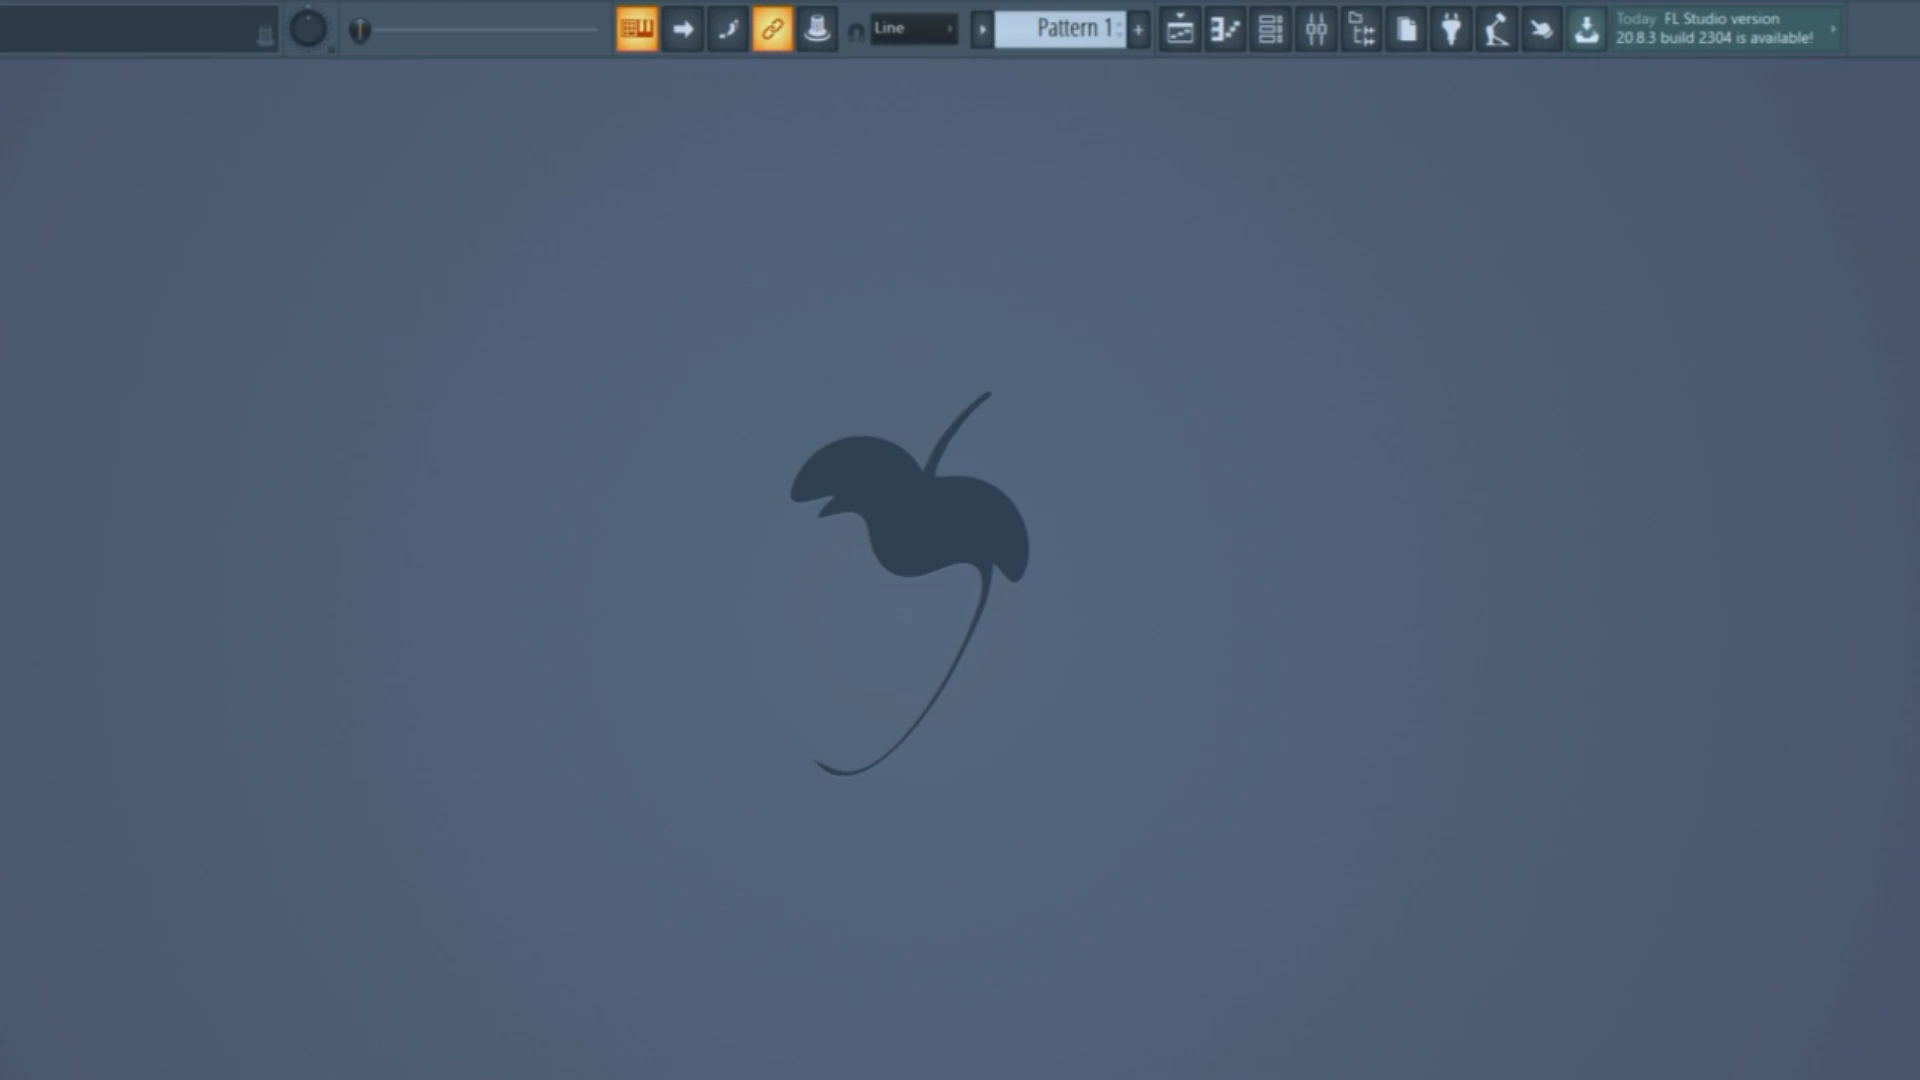 Line
Pattern 1
Today FL Studio version
20.8.3 build 2304 is available!